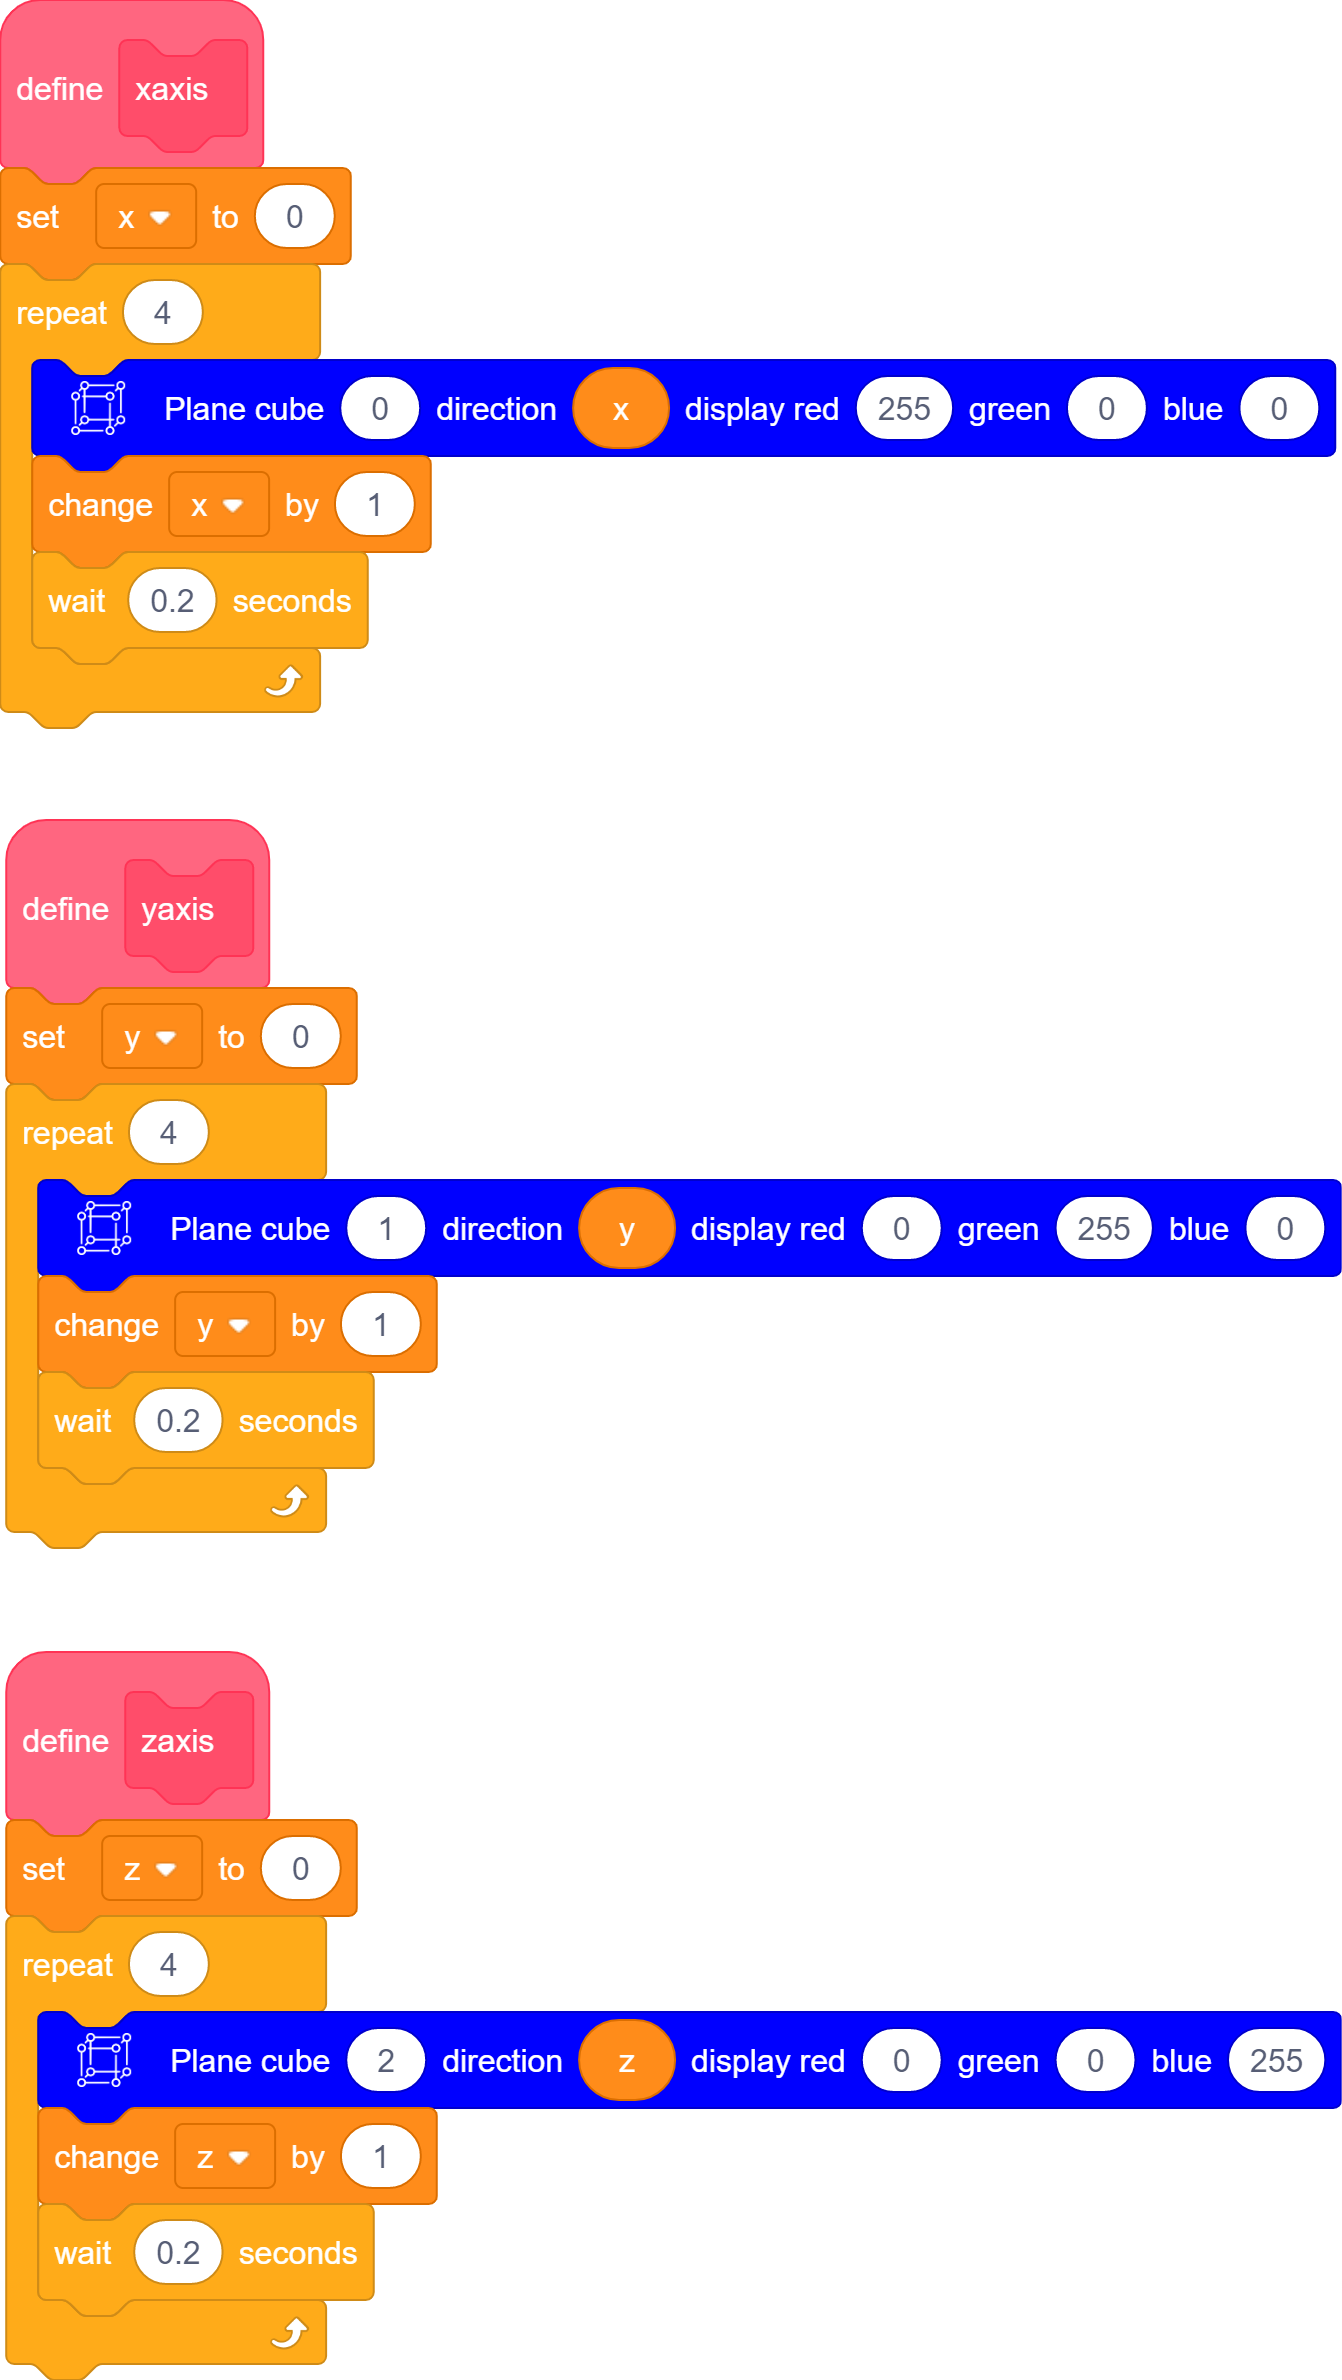 define xaxis
set x to 0
repeat 4
Plane cube 0 direction x display red 255 green 0 blue 0
change x by 1
wait 0.2 seconds
define yaxis
set y to 0
repeat 4
Plane cube 1 direction y display red 0 green 255 blue 0
change y by 1
wait 0.2 seconds
define zaxis
set z to 0
repeat 4
Plane cube 2 direction z display red 0 green 0 blue 255
change z by 1
wait 0.2 seconds